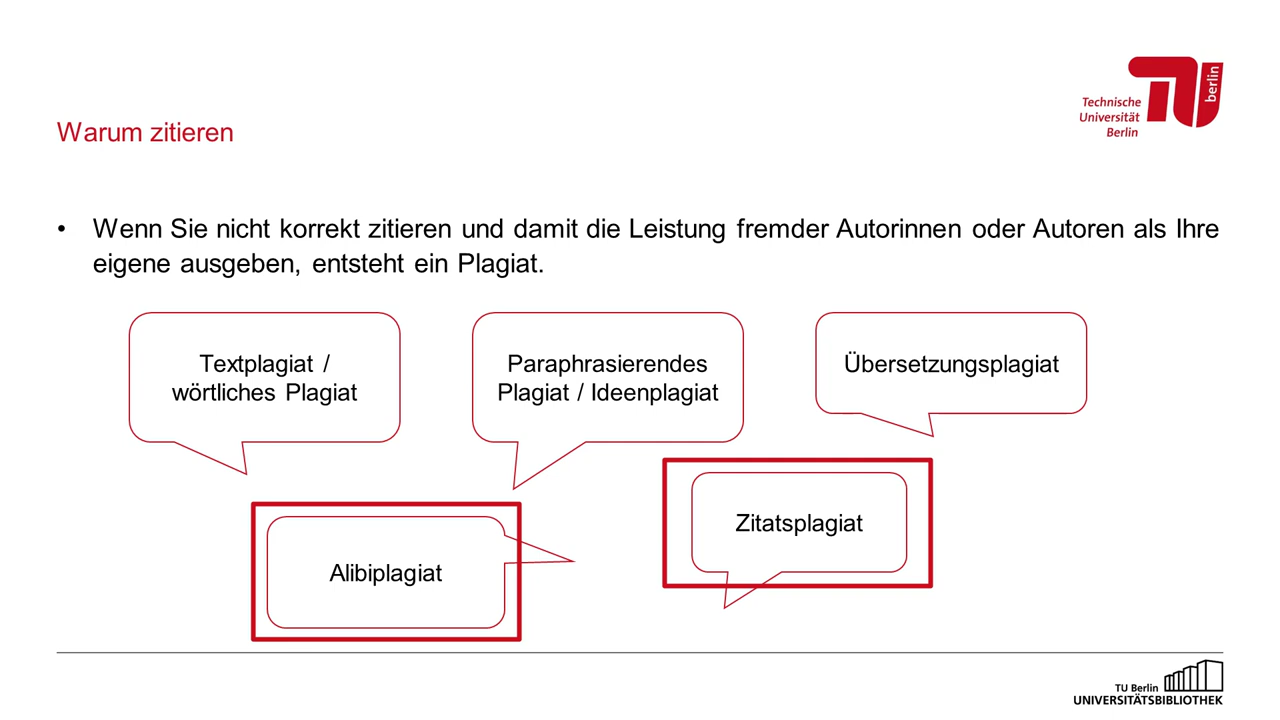 berlin
Technische
Universität
Berlin
Warum zitieren
• Wenn Sie nicht korrekt zitieren und damit die Leistung fremder Autorinnen oder Autoren als Ihre
eigene ausgeben, entsteht ein Plagiat.
Textplagiat /
wörtliches Plagiat
Paraphrasierendes
Plagiat / Ideenplagiat
Übersetzungsplagiat
Zitatsplagiat
Alibiplagiat
TU Berlin
UNIVERSITÄTSBIBLIOTHEK